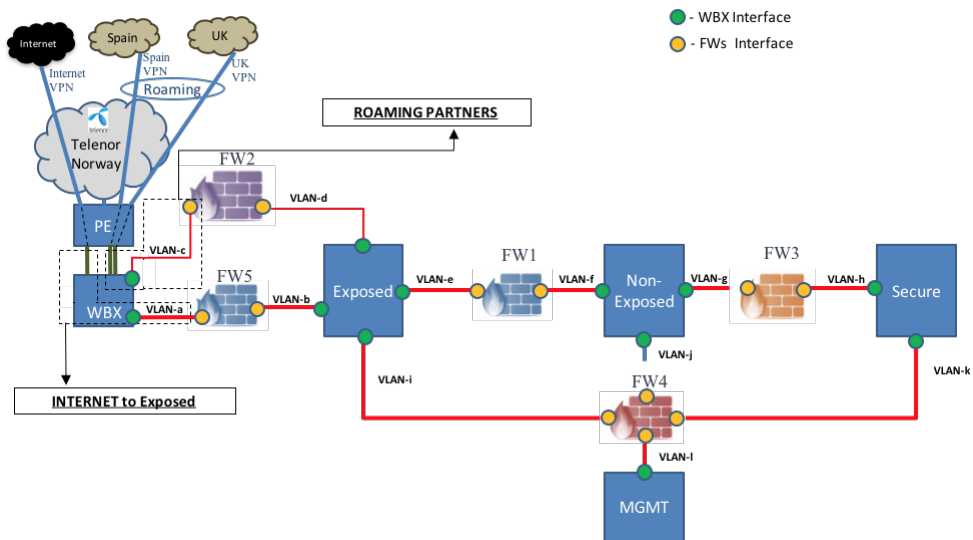 - WBX Interface
- FWs Interface
Internet
Spain
UK
Internet
VPN
Spain
VPN
UK
VPN
Roaming
telenor
Telenor
Norway
ROAMING PARTNERS
FW2
VLAN-d
PE
VLAN-c
FW5
FW1
FW3
WBX
VLAN-a
VLAN-b
Exposed
VLAN-e
VLAN-f
Non-
Exposed
VLAN-g
VLAN-h
Secure
VLAN-j
VLAN-i
FW4
VLAN-k
INTERNET to Exposed
VLAN-l
MGMT